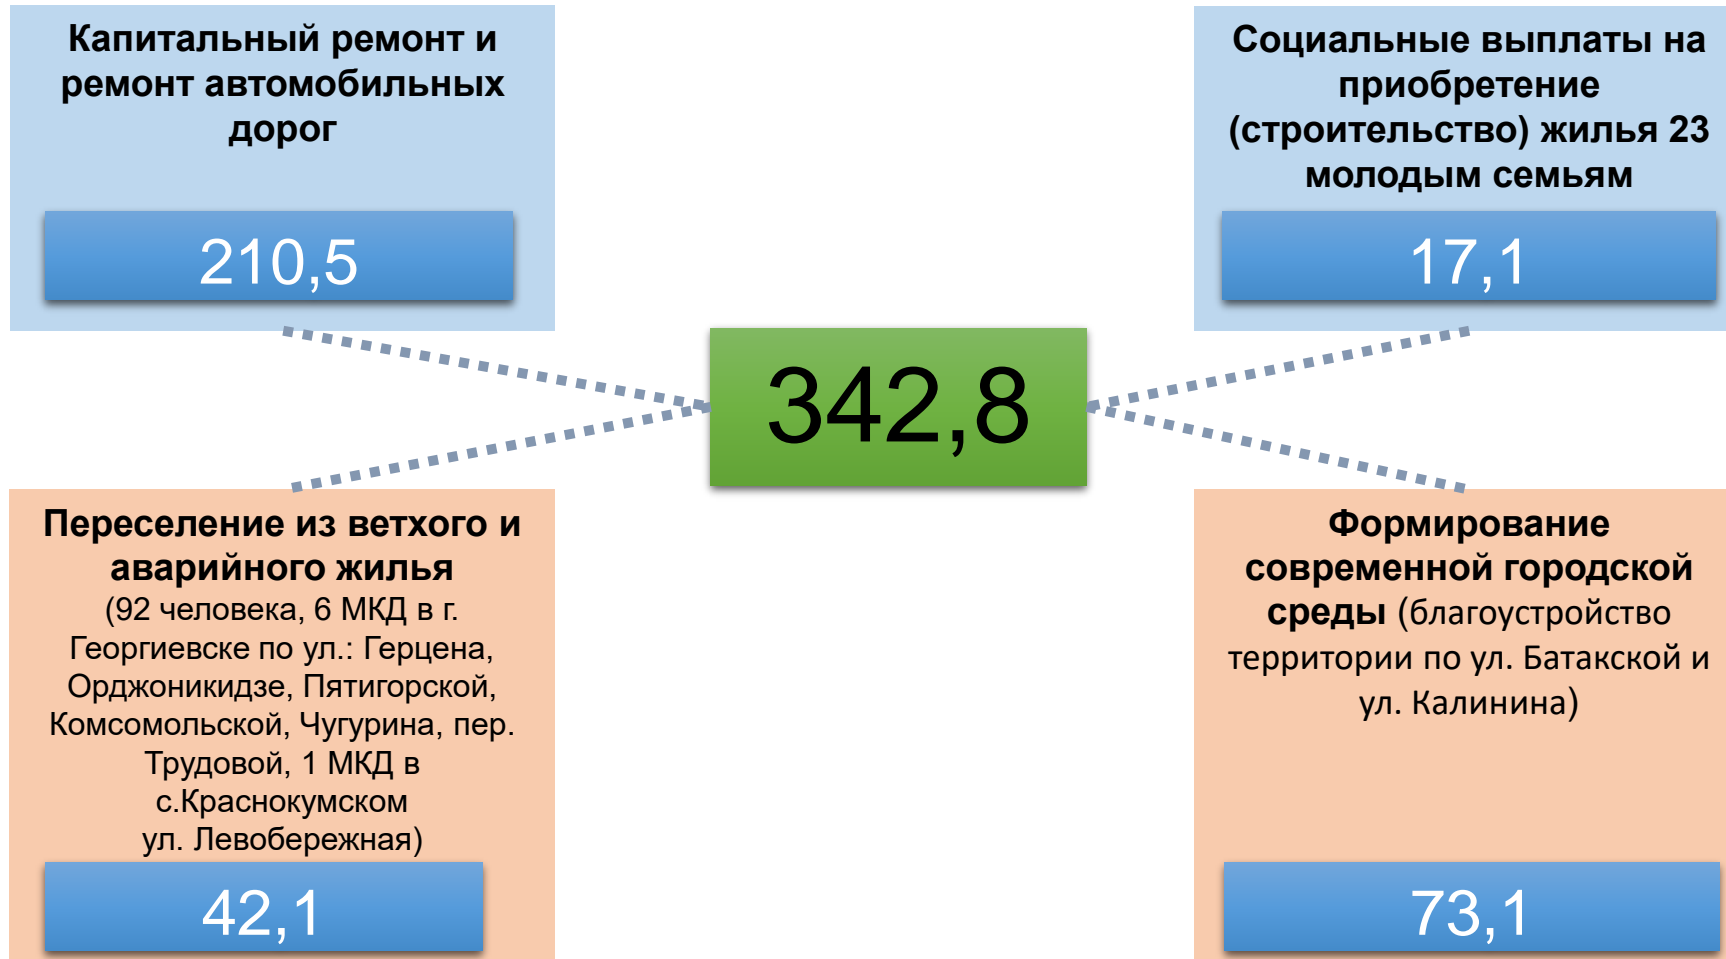 Капитальный ремонт и
ремонт автомобильных
дорог
210,5
Социальные выплаты на
приобретение
(строительство) жилья 23
молодым семьям
17,1
342,8
Переселение из ветхого и
аварийного жилья
(92 человека, 6 МКД в г.
Георгиевске по ул.: Герцена,
Орджоникидзе, Пятигорской,
Комсомольской, Чугурина, пер.
Трудовой, 1 МКД в
с.Краснокумском
ул. Левобережная)
42,1
Формирование
современной городской
среды (благоустройство
территории по ул. Батакской и
ул. Калинина)
73,1